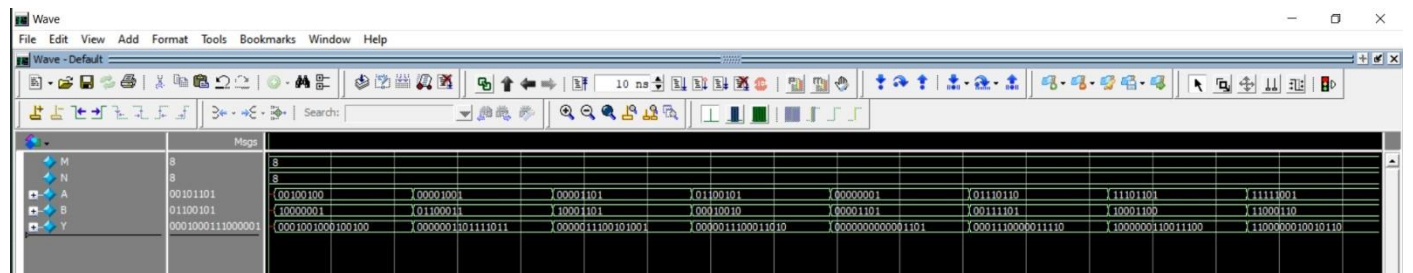 Wave
File Edit View Add Format Tools Bookmarks Window Help
Wave - Default
10 ns
Search:
Msgs
M 8 8
N 8 8
A 00101101 00100100 00001001 00001101 01100101 00000001 01110110 11101101 11111001
B 01100101 10000001 01100011 10001101 00010010 00001101 00111101 10001100 11000110
Y 0001000111000001 0001001000100100 0000001101111011 0000011100101001 0000011100011010 0000000000001101 0001110000011110 1000000110011100 1100000010010110